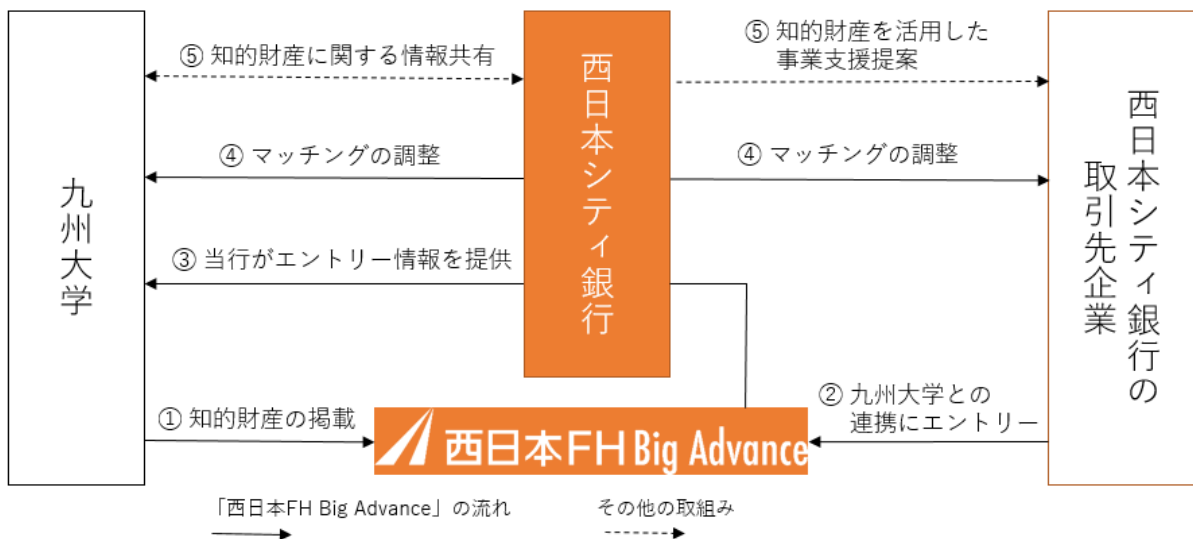 九州大学
⑤ 知的財産に関する情報共有
西日本シティ銀行
⑤ 知的財産を活用した
事業支援提案
西日本シティ銀行の
取引先企業
④ マッチングの調整
④ マッチングの調整
③ 当行がエントリー情報を提供
① 知的財産の掲載
西日本FH Big Advance
② 九州大学との
連携にエントリー
「西日本FH Big Advance」の流れ
その他の取組み